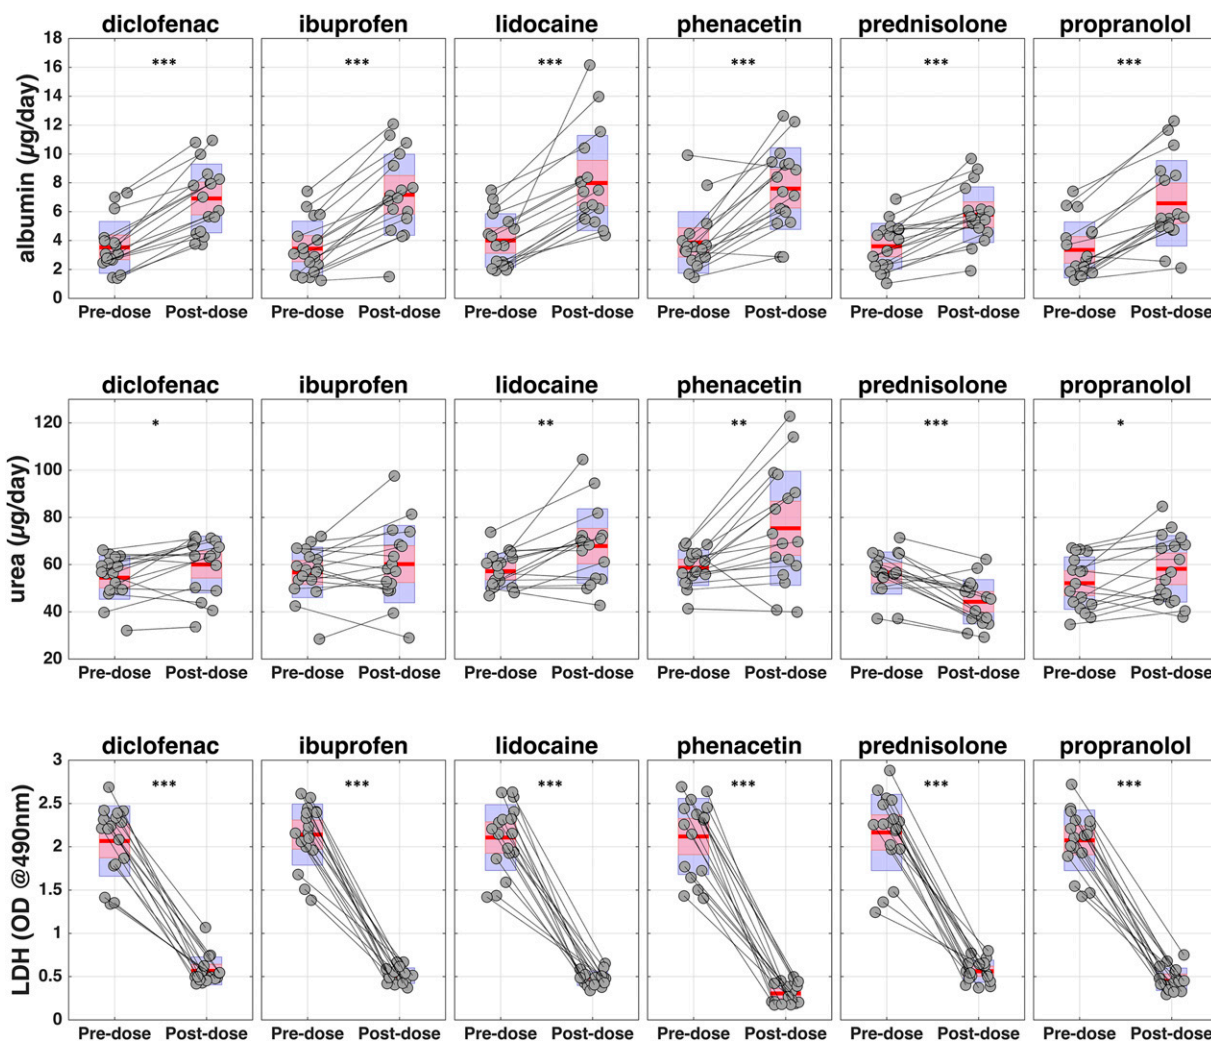 diclofenac ibuprofen lidocaine phenacetin prednisolone propranolol
18
*** *** *** *** *** ***
16
14
12
10
8
6
4
2
0
albumin (µg/day)
Pre-dose Post-dose Pre-dose Post-dose Pre-dose Post-dose Pre-dose Post-dose Pre-dose Post-dose Pre-dose Post-dose
diclofenac ibuprofen lidocaine phenacetin prednisolone propranolol
* ** ** *** *
120
100
80
60
40
20
urea (µg/day)
Pre-dose Post-dose Pre-dose Post-dose Pre-dose Post-dose Pre-dose Post-dose Pre-dose Post-dose Pre-dose Post-dose
diclofenac ibuprofen lidocaine phenacetin prednisolone propranolol
3
*** *** *** *** *** ***
2.5
2
1.5
1
0.5
0
LDH (OD @490nm)
Pre-dose Post-dose Pre-dose Post-dose Pre-dose Post-dose Pre-dose Post-dose Pre-dose Post-dose Pre-dose Post-dose